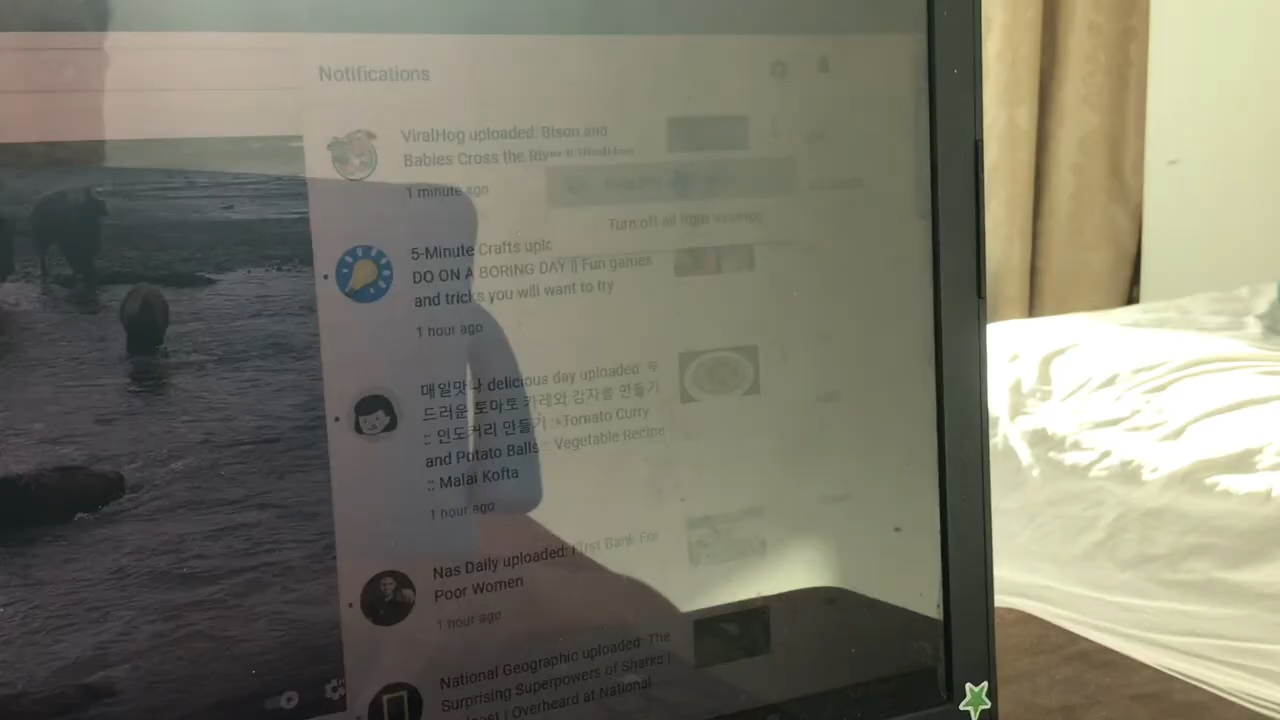 Notifications
ViralHog uploaded: Bison and
Babies Cross the River ||
1 minute ago
Turn off all from
5-Minute Crafts uplo
DO ON A BORING DAY || Fun games
and tricks you will want to try
1 hour ago
매일맛나 delicious day uploaded: 부
드러운 토마토 카레와 감자볼 만들기
:: 인도커리 만들기 :: Tomato Curry
and Potato Balls :: Vegetable Recipe
:: Malai Kofta
1 hour ago
Nas Daily uploaded: First Bank For
Poor Women
1 hour ago
National Geographic uploaded: The
Surprising Superpowers of Sharks |
Podcast | Overheard at National